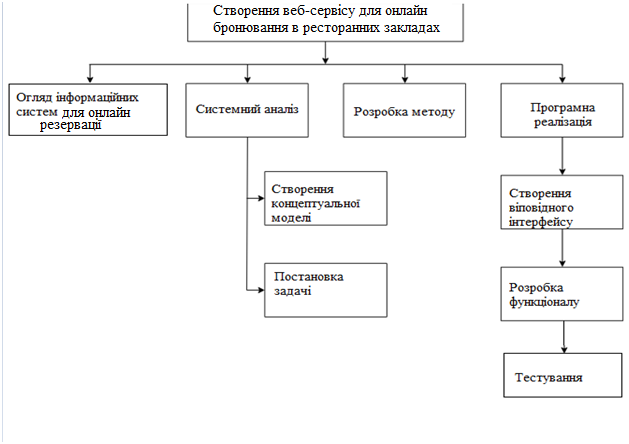 Створення веб-сервісу для онлайн
бронювання в ресторанних закладах
Огляд інформаційних
систем для онлайн
резервації
Системний аналіз
Розробка методу
Програмна
реалізація
Створення
концептуальної
моделі
Створення
віповідного
інтерфейсу
Постановка
задачі
Розробка
функціоналу
Тестування